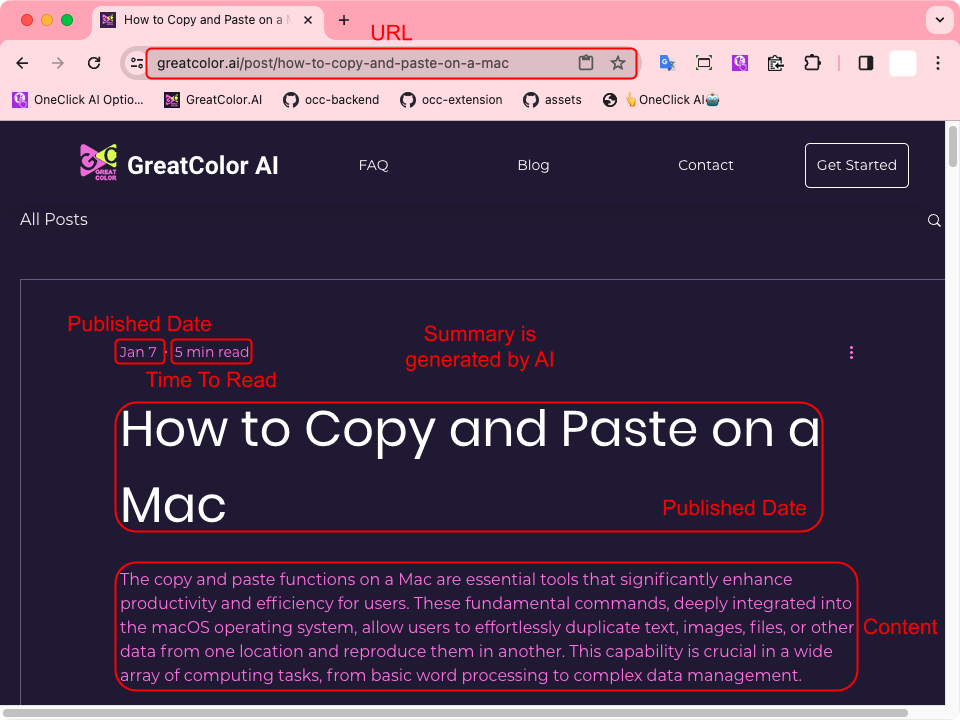 How to Copy and Paste on a M
URL
greatcolor.ai/post/how-to-copy-and-paste-on-a-mac
OneClick AI Optio... GreatColor.AI occ-backend occ-extension assets 👆OneClick AI🤖
GREAT COLOR GreatColor AI FAQ Blog Contact Get Started
All Posts
Published Date
Jan 7 · 5 min read
Time To Read
Summary is
generated by AI
How to Copy and Paste on a
Mac
Published Date
The copy and paste functions on a Mac are essential tools that significantly enhance
productivity and efficiency for users. These fundamental commands, deeply integrated into
the macOS operating system, allow users to effortlessly duplicate text, images, files, or other
data from one location and reproduce them in another. This capability is crucial in a wide
array of computing tasks, from basic word processing to complex data management.
Content